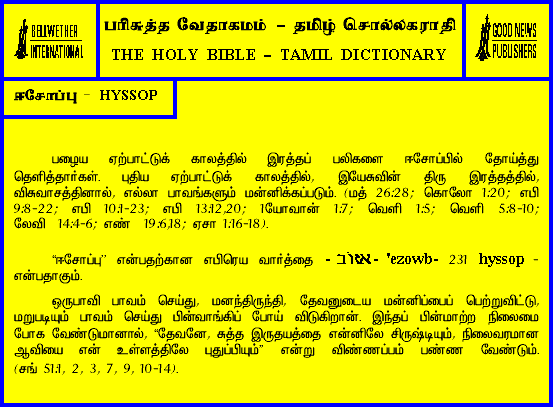 BELLWETHER
INTERNATIONAL
பரிசுத்த வேதாகமம் – தமிழ் சொல்லகராதி
THE HOLY BIBLE – TAMIL DICTIONARY
GOOD NEWS
PUBLISHERS
ஈசோப்பு - HYSSOP
பழைய ஏற்பாட்டுக் காலத்தில் இரத்தப் பலிகளை ஈசோப்பில் தோய்த்து
தெளித்தார்கள். புதிய ஏற்பாட்டுக் காலத்தில், இயேசுவின் திரு இரத்தத்தில்,
விசுவாசத்தினால், எல்லா பாவங்களும் மன்னிக்கப்படும். (மத் 26:28; கொலோ 1:20; எபி
9:8-22; எபி 10:1-23; எபி 13:12,20; 1யோவான் 1:7; வெளி 1:5; வெளி 5:8-10;
லேவி 14:4-6; எண் 19:6,18; ஏசா 1:16-18).
“ஈசோப்பு” என்பதற்கான எபிரெய வார்த்தை - אזוב - 'ezowb- 231 hyssop -
என்பதாகும்.
ஒருபாவி பாவம் செய்து, மனந்திருந்தி, தேவனுடைய மன்னிப்பைப் பெற்றுவிட்டு,
மறுபடியும் பாவம் செய்து பின்வாங்கிப் போய் விடுகிறான். இந்தப் பின்மாற்ற நிலைமை
போக வேண்டுமானால், “தேவனே, சுத்த இருதயத்தை என்னிலே சிருஷ்டியும், நிலைவரமான
ஆவியை என் உள்ளத்திலே புதுப்பியும்” என்று விண்ணப்பம் பண்ண வேண்டும்.
(சங் 51:1, 2, 3, 7, 9, 10-14).